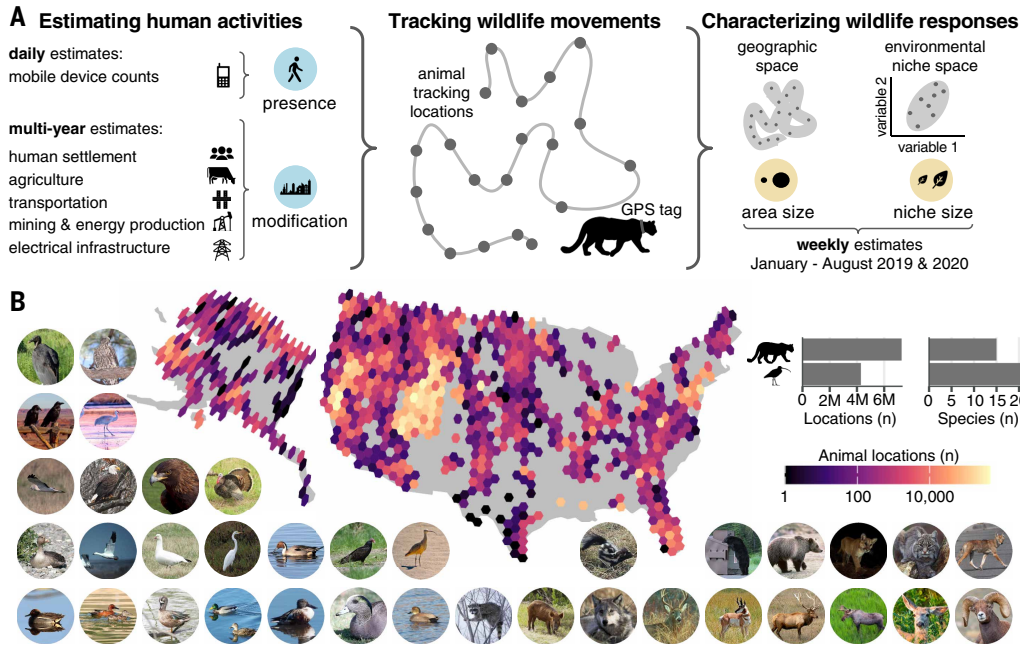 A
Estimating human activities
daily estimates:
mobile device counts
presence
multi-year estimates:
human settlement
agriculture
transportation
mining & energy production
electrical infrastructure
modification
Tracking wildlife movements
animal
tracking
locations
GPS tag
Characterizing wildlife responses
geographic
space
environmental
niche space
variable 2
variable 1
area size
niche size
weekly estimates
January - August 2019 & 2020
B
0 2M 4M 6M
Locations (n)
0 5 10 15 20
Species (n)
Animal locations (n)
1 100 10,000